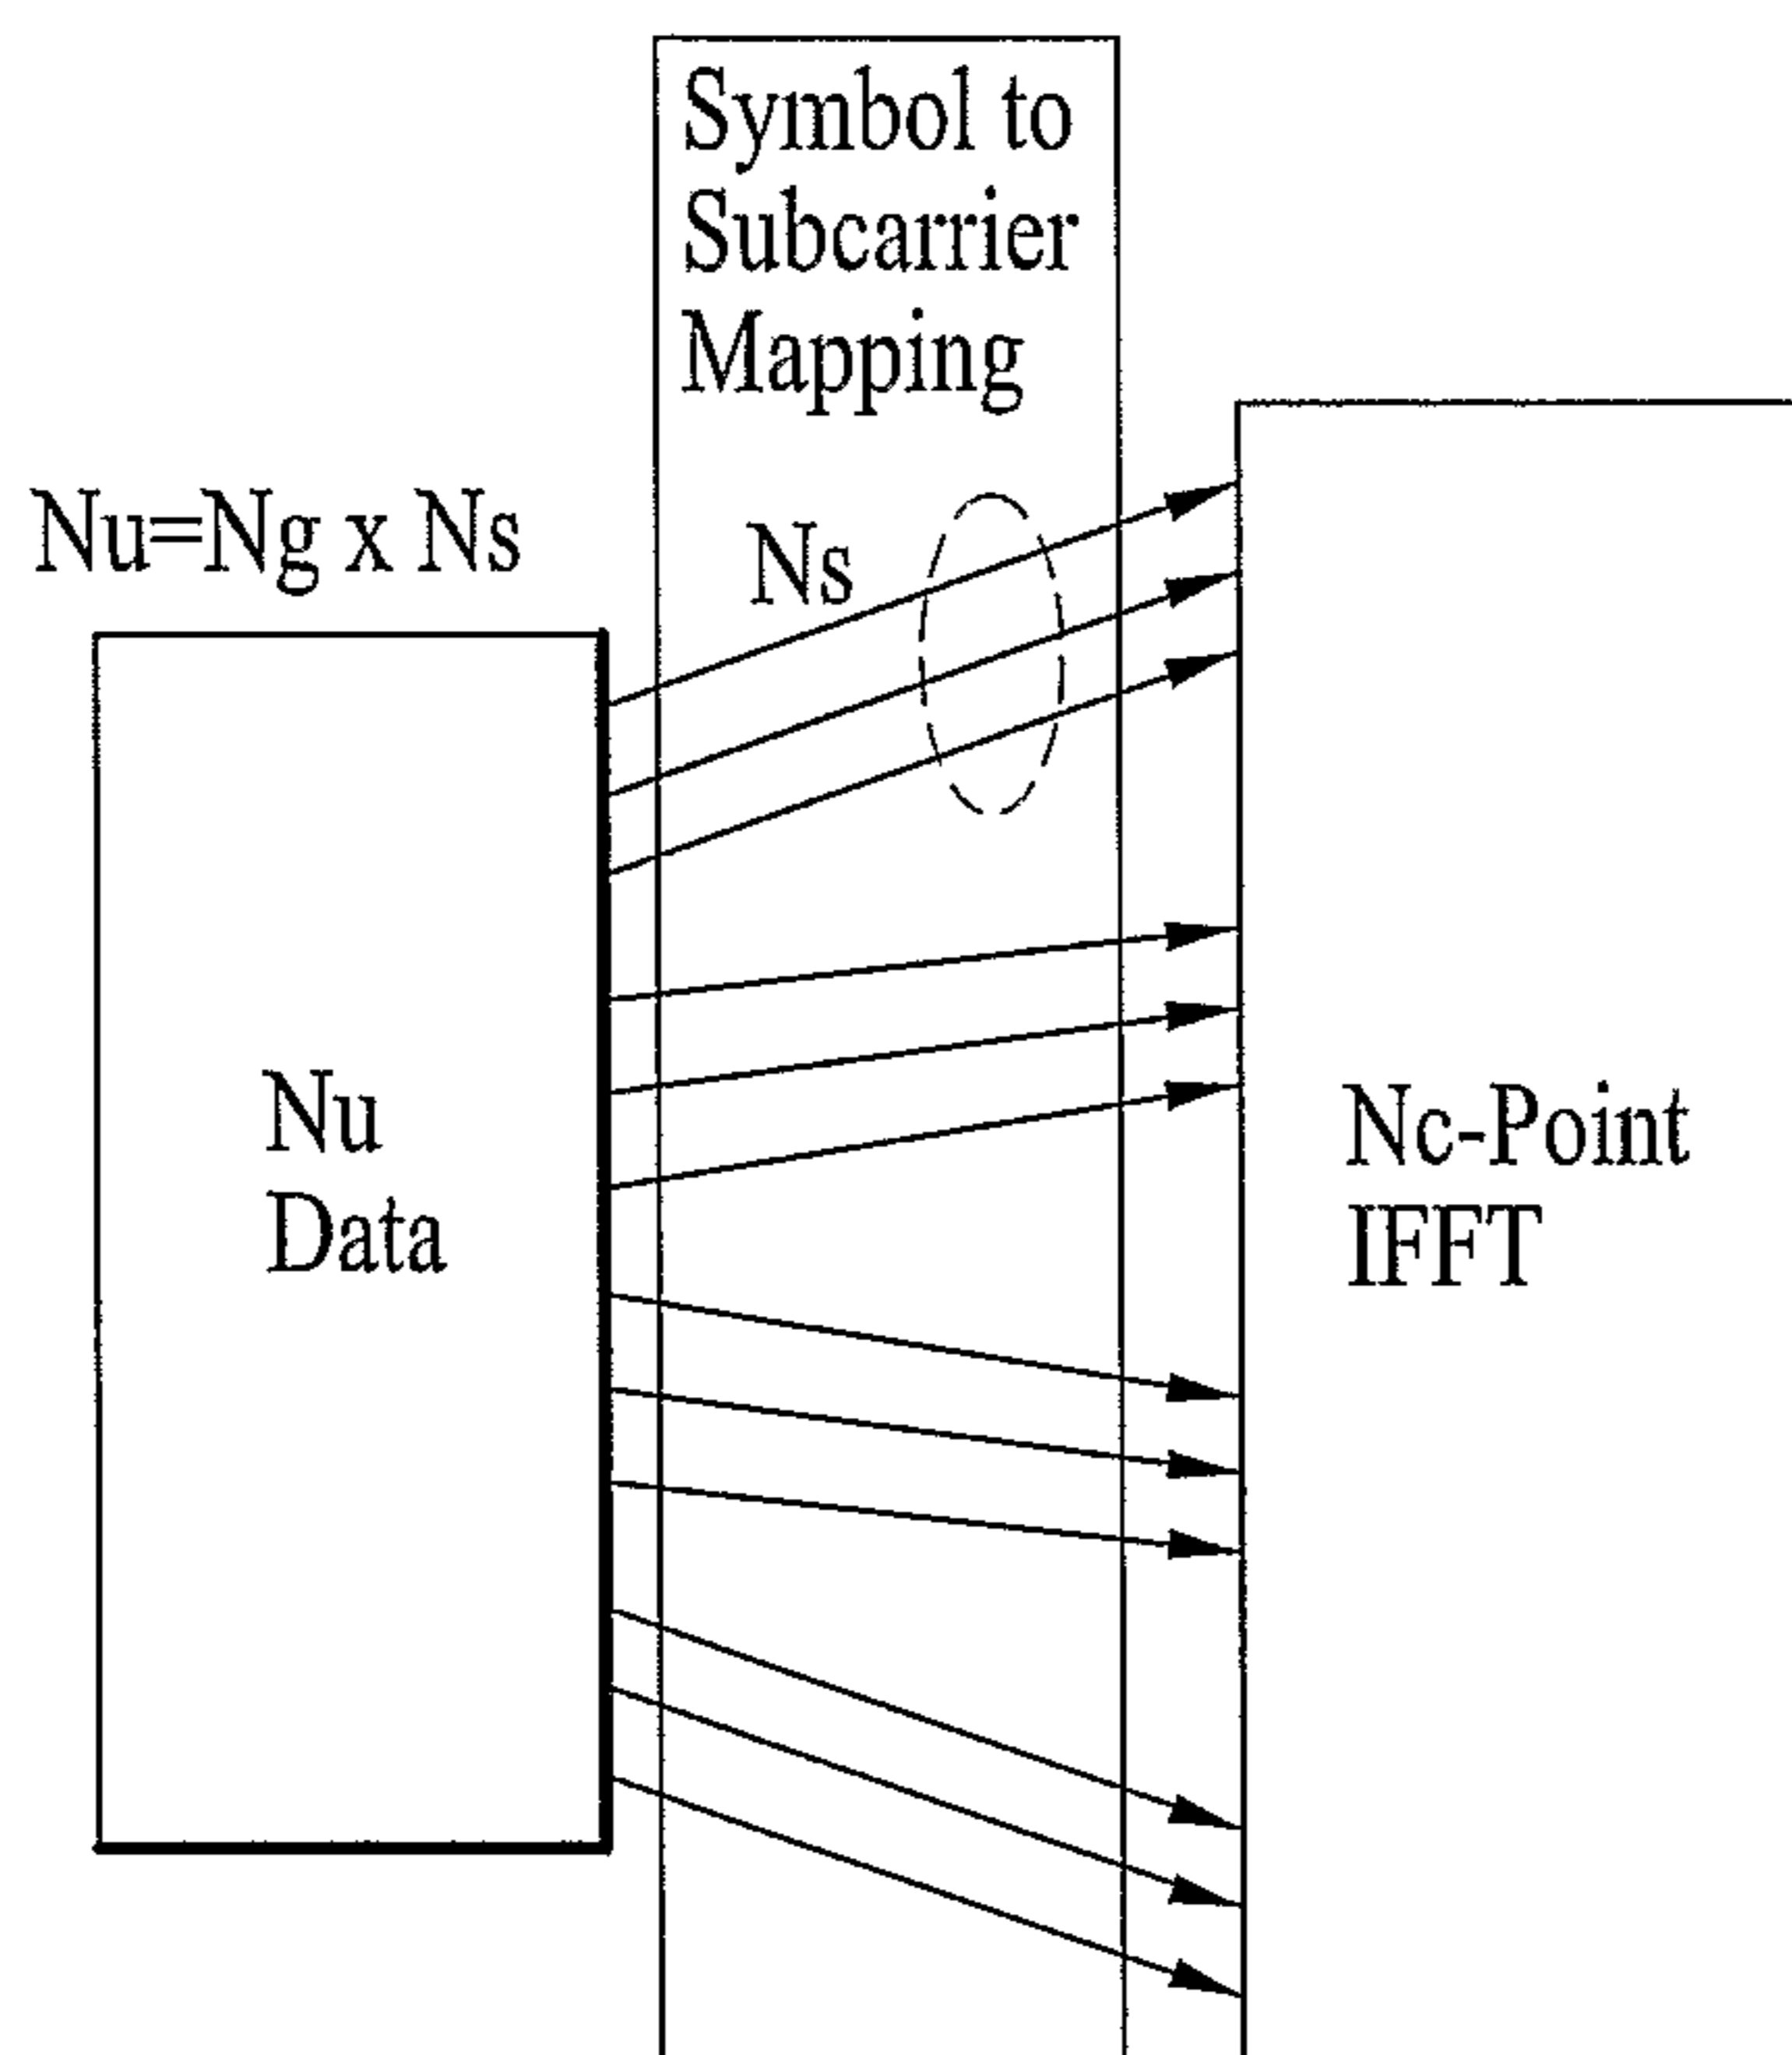 Symbol to
Subcarrier
Mapping
Nu=Ng x Ns
Ns
Nu
Data
Nc-Point
IFFT